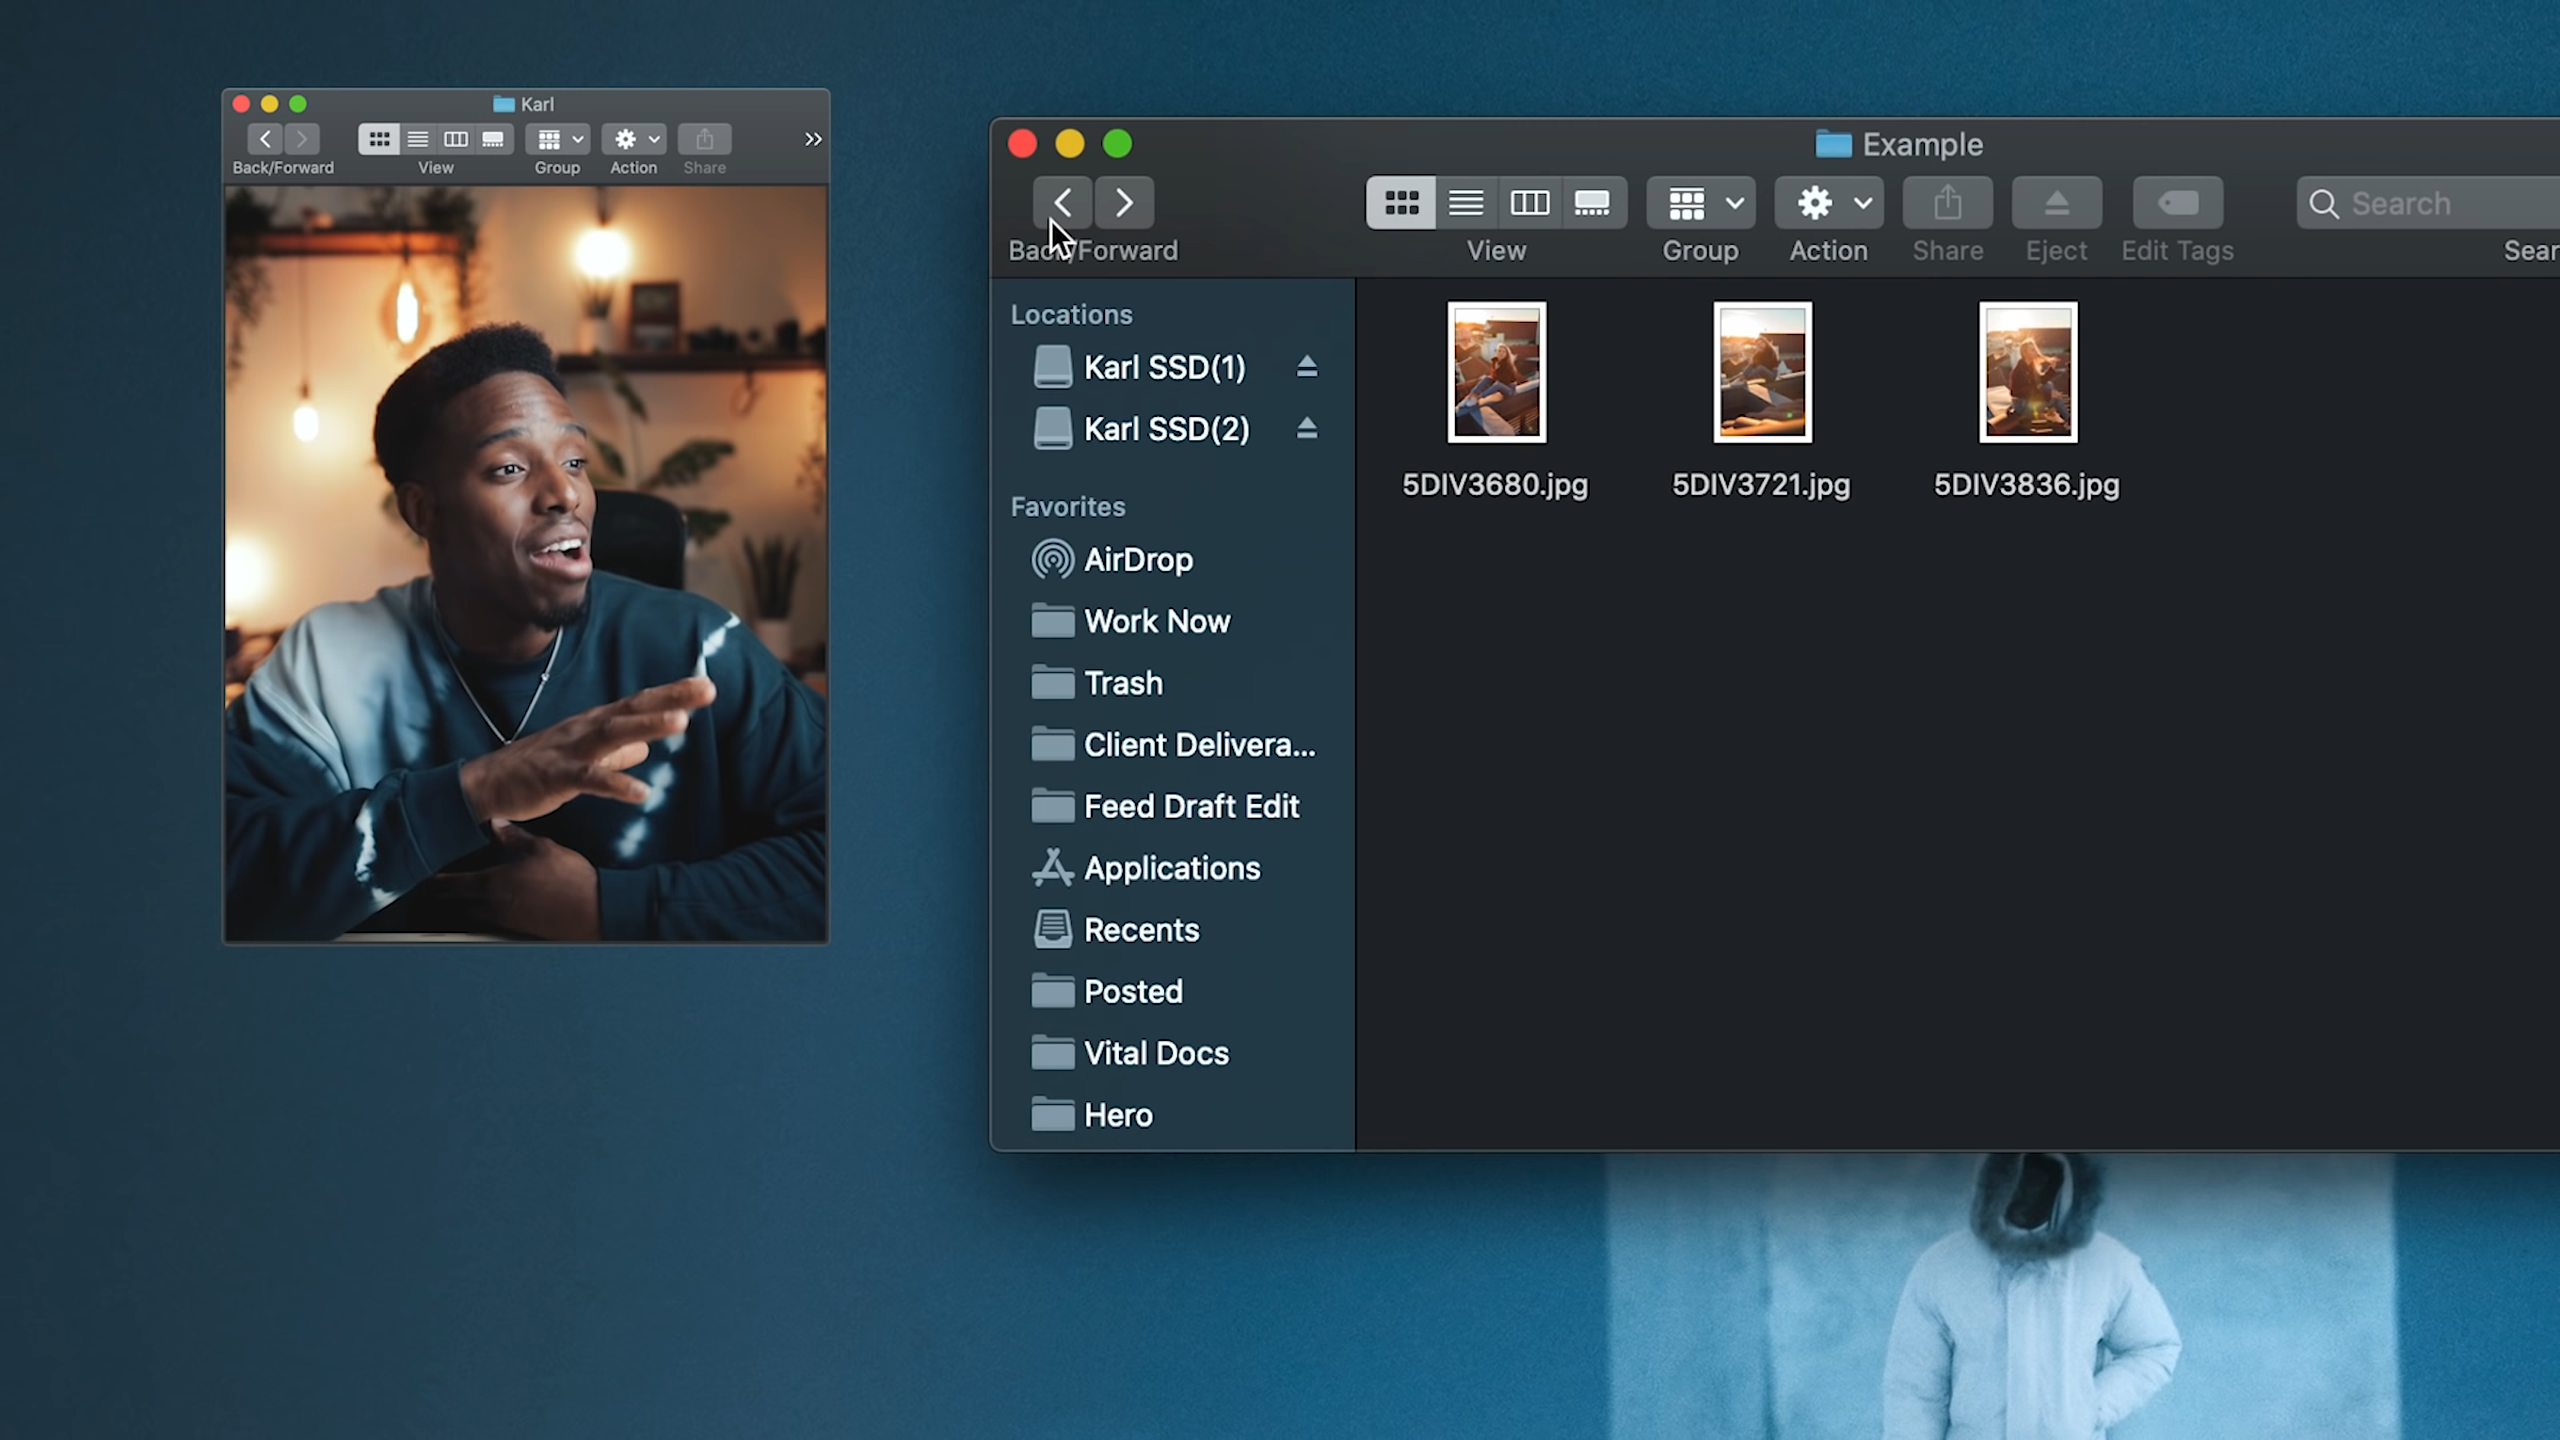 Karl
Back/Forward
View
Group
Action
Share
Example
Back/Forward
View
Group
Action
Share
Eject
Edit Tags
Search
Sear
Locations
Karl SSD(1)
Karl SSD(2)
Favorites
AirDrop
Work Now
Trash
Client Delivera...
Feed Draft Edit
Applications
Recents
Posted
Vital Docs
Hero
5DIV3680.jpg
5DIV3721.jpg
5DIV3836.jpg